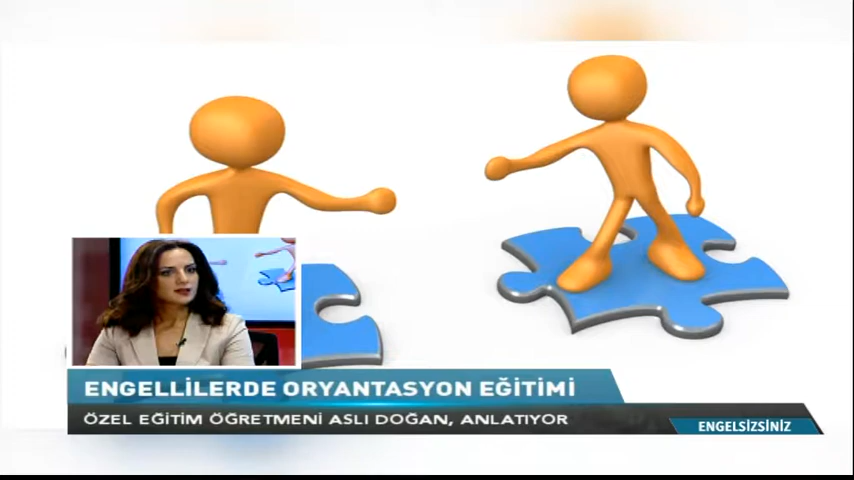 ENGELLİLERDE ORYANTASYON EĞİTİMİ
ÖZEL EĞİTİM ÖĞRETMENİ ASLI DOĞAN, ANLATIYOR
ENGELSİZSİNİZ